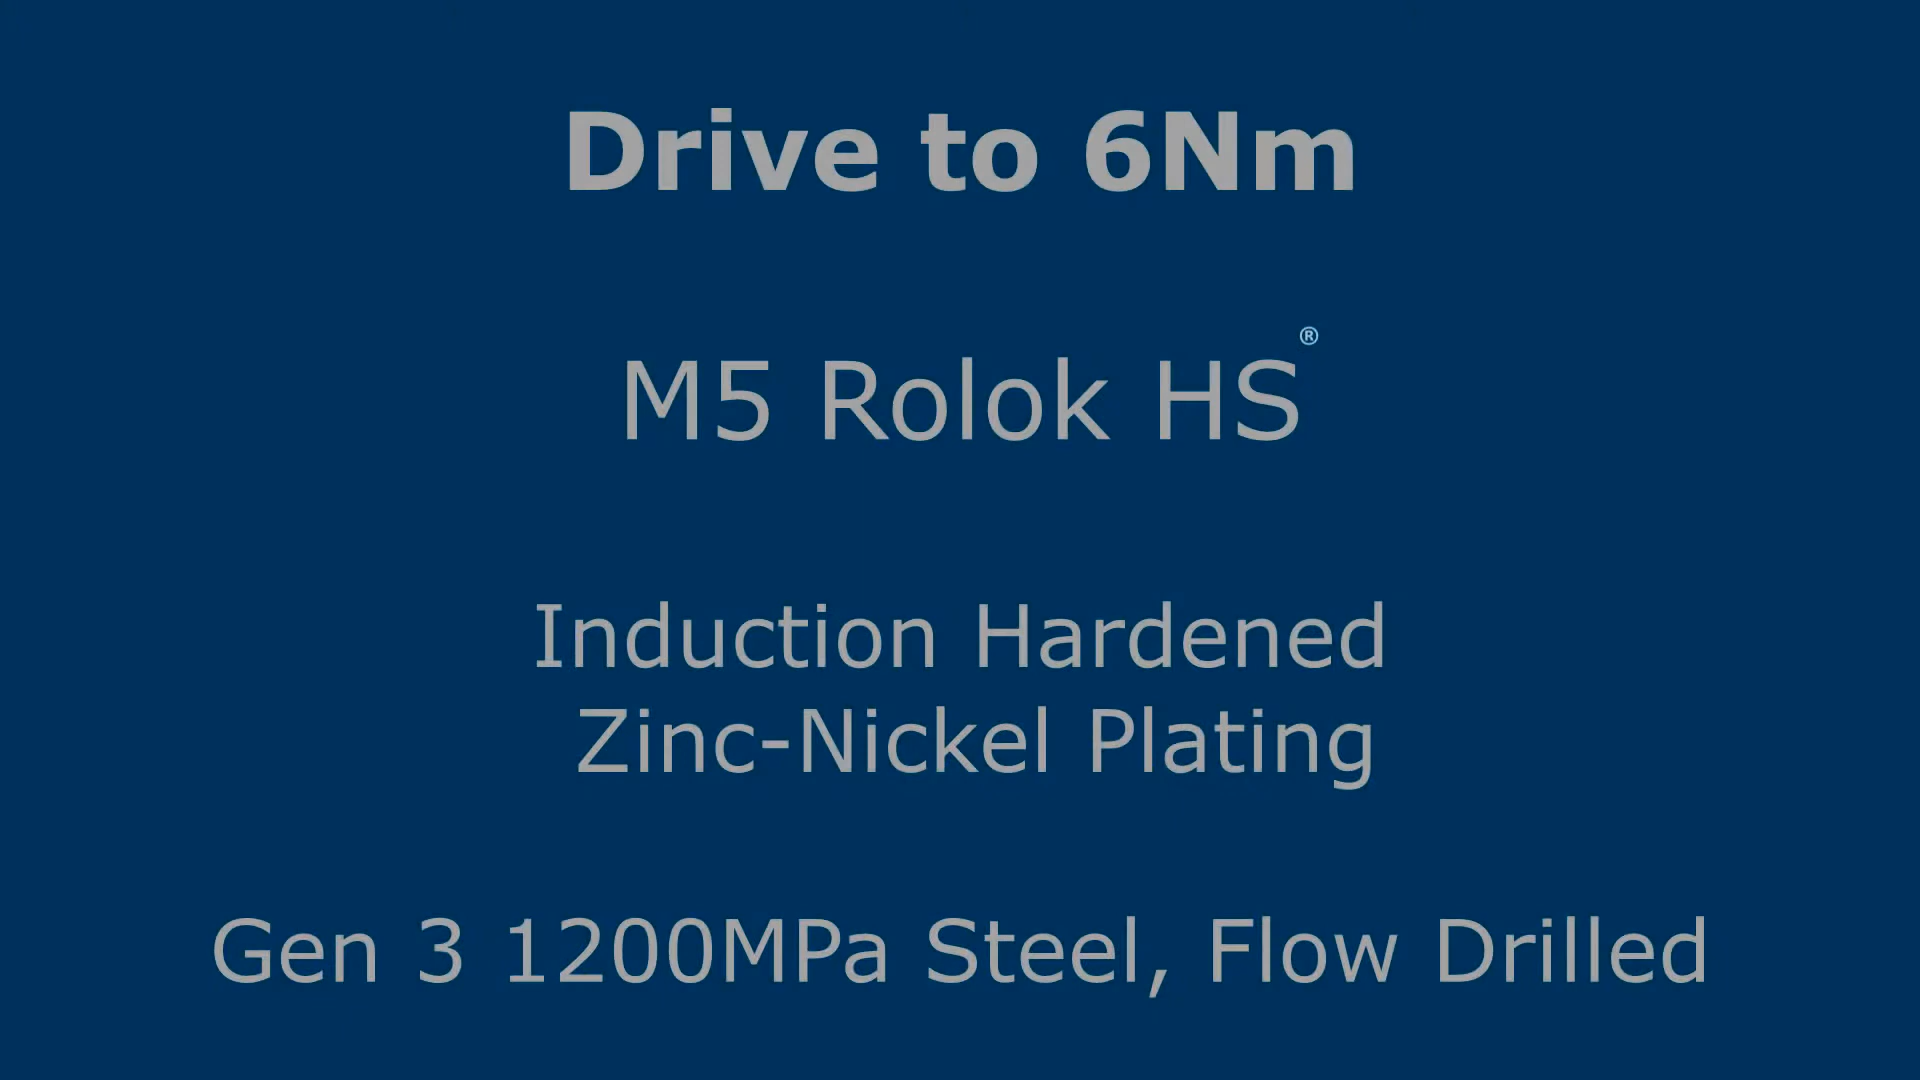 Drive to 6Nm
M5 Rolok HS®
Induction Hardened
Zinc-Nickel Plating
Gen 3 1200MPa Steel, Flow Drilled